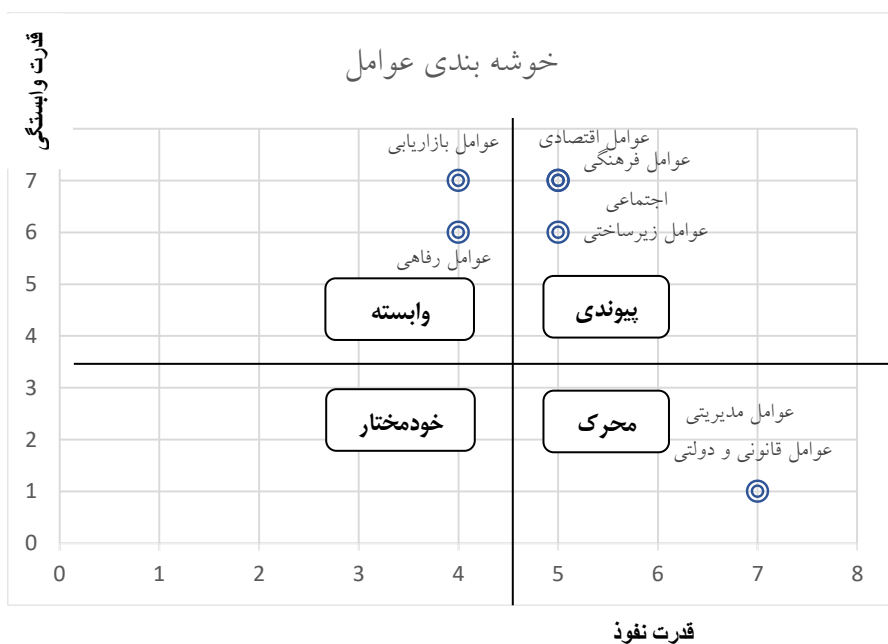 خوشه بندی عوامل
قدرت وابستگی
عوامل بازاریابی
عوامل اقتصادی
عوامل فرهنگی
اجتماعی
عوامل زیرساختی
عوامل رفاهی
وابسته
پیوندی
خودمختار
محرک
عوامل مدیریتی
عوامل قانونی و دولتی
7
6
5
4
3
2
1
0
0 1 2 3 4 5 6 7 8
قدرت نفوذ